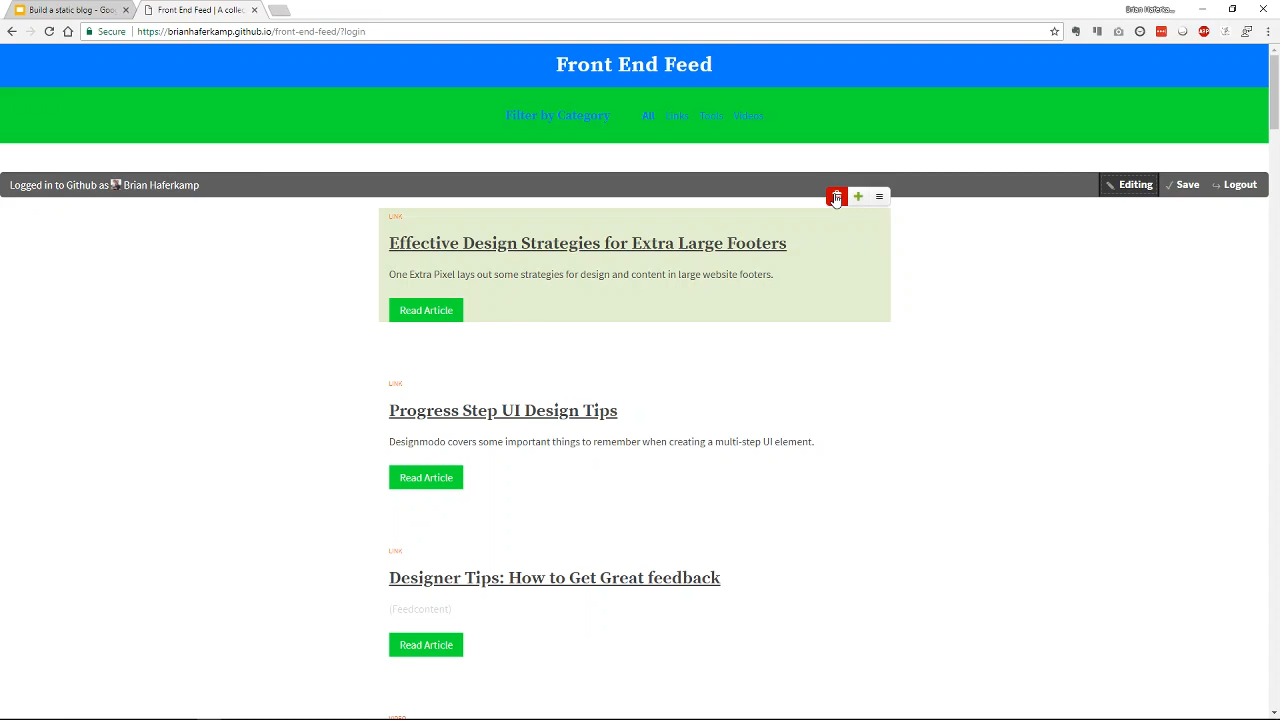 Build a static blog - Goo
Front End Feed | A collec
Brian Haferka...
Secure
https://brianhaferkamp.github.io/front-end-feed/?login
Front End Feed
Filter by Category All Links Tools Videos
Logged in to Github as Brian Haferkamp
Editing Save Logout
LINK
Effective Design Strategies for Extra Large Footers
One Extra Pixel lays out some strategies for design and content in large website footers.
Read Article
LINK
Progress Step UI Design Tips
Designmodo covers some important things to remember when creating a multi-step UI element.
Read Article
LINK
Designer Tips: How to Get Great feedback
(Feedcontent)
Read Article
VIDEO